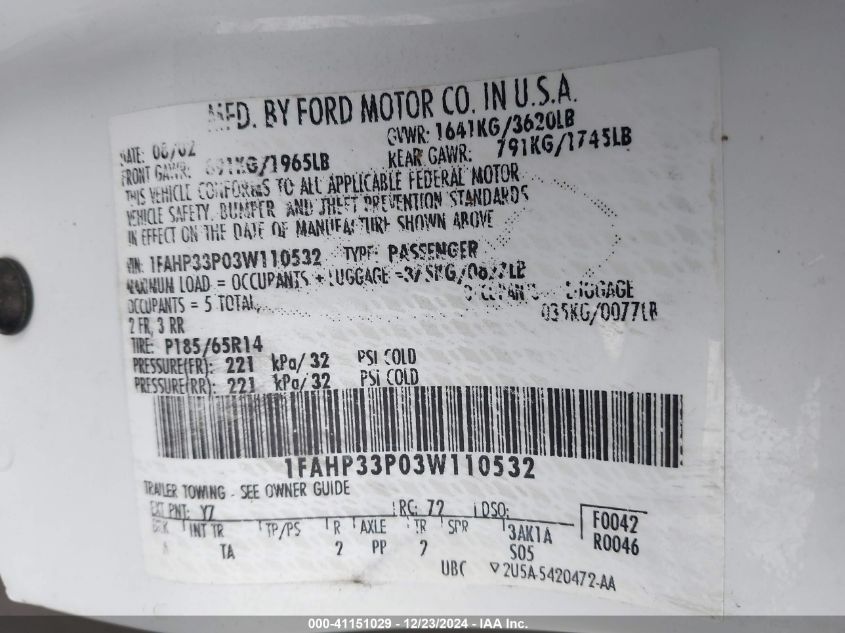 MFD. BY FORD MOTOR CO. IN U.S.A.
DATE: 06/02 GVWR: 1641KG/3620LB
FRONT GAWR: 891KG/1965LB REAR GAWR: 791KG/1745LB
THIS VEHICLE CONFORMS TO ALL APPLICABLE FEDERAL MOTOR
VEHICLE SAFETY, BUMPER AND THEFT PREVENTION STANDARDS
IN EFFECT ON THE DATE OF MANUFACTURE SHOWN ABOVE
VIN: 1FAHP33P03W110532 TYPE: PASSENGER
MAXIMUM LOAD = OCCUPANTS + LUGGAGE =
OCCUPANTS LUGGAGE
OCCUPANTS = 5 TOTAL, 035KG/0077LB
2 FR, 3 RR
TIRE: P185/65R14
PRESSURE(FR): 221 kPa/ 32 PSI COLD
PRESSURE(RR): 221 kPa/ 32 PSI COLD
1FAHP33P03W110532
TRAILER TOWING - SEE OWNER GUIDE
EXT PNT: YZ RC: 72 DSO:
BRK INT TR TP/PS R AXLE TR SPR 3AK1A F0042
TA 2 PP 2 S05 R0046
UBC ▽2U5A-5420472-AA
000-41151029 - 12/23/2024 - IAA Inc.